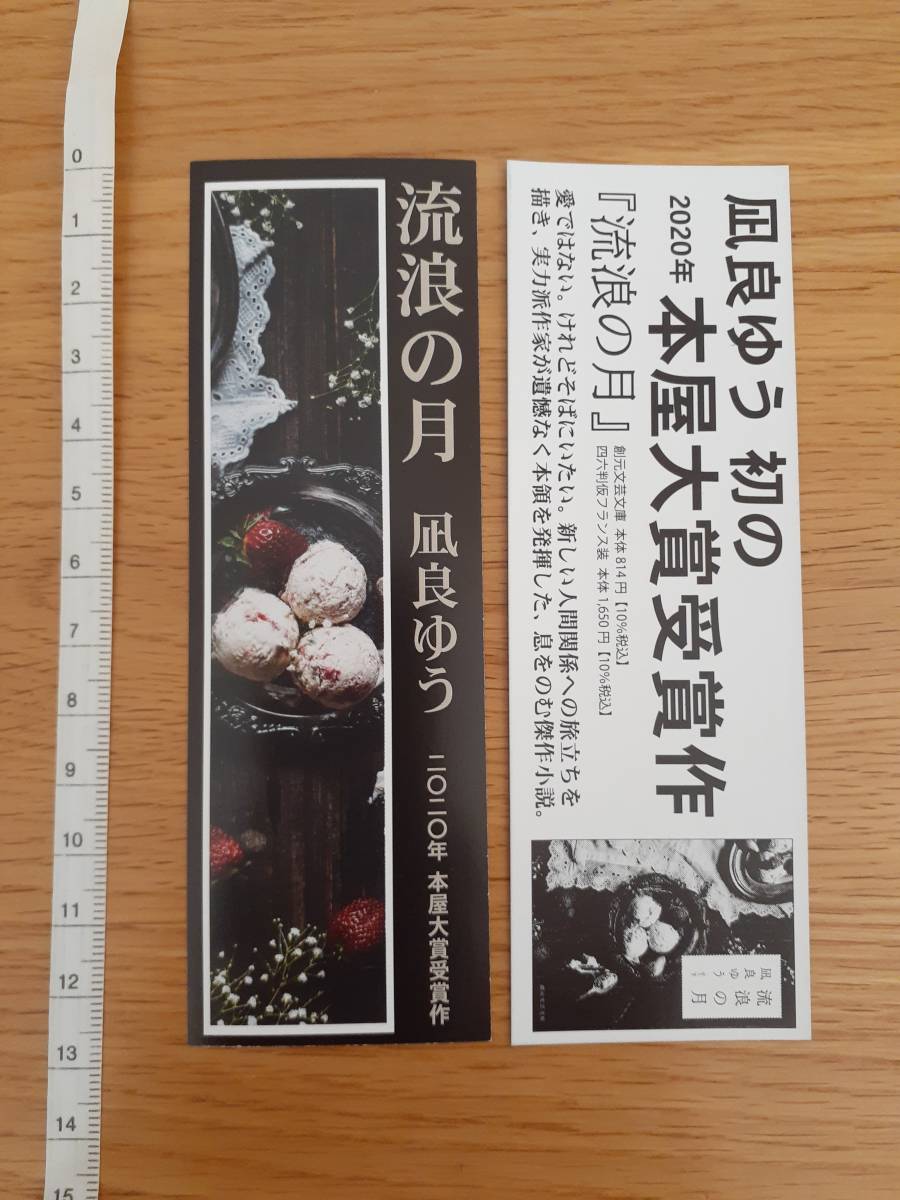 0
1
2
3
4
5
6
7
8
9
10
11
12
13
14
15
流浪の月 凪良ゆう 二〇二〇年 本屋大賞受賞作
凪良ゆう 初の
2020年 本屋大賞受賞作
『流浪の月』
創元文芸文庫 本体 814 円【10%税込】
四六判仮フランス装 本体 1,650 円【10%税込】
愛ではない。けれどそばにいたい。新しい人間関係への旅立ちを
描き、実力派作家が遺憾なく本領を発揮した、息をのむ傑作小説。
流浪の月
凪良ゆう